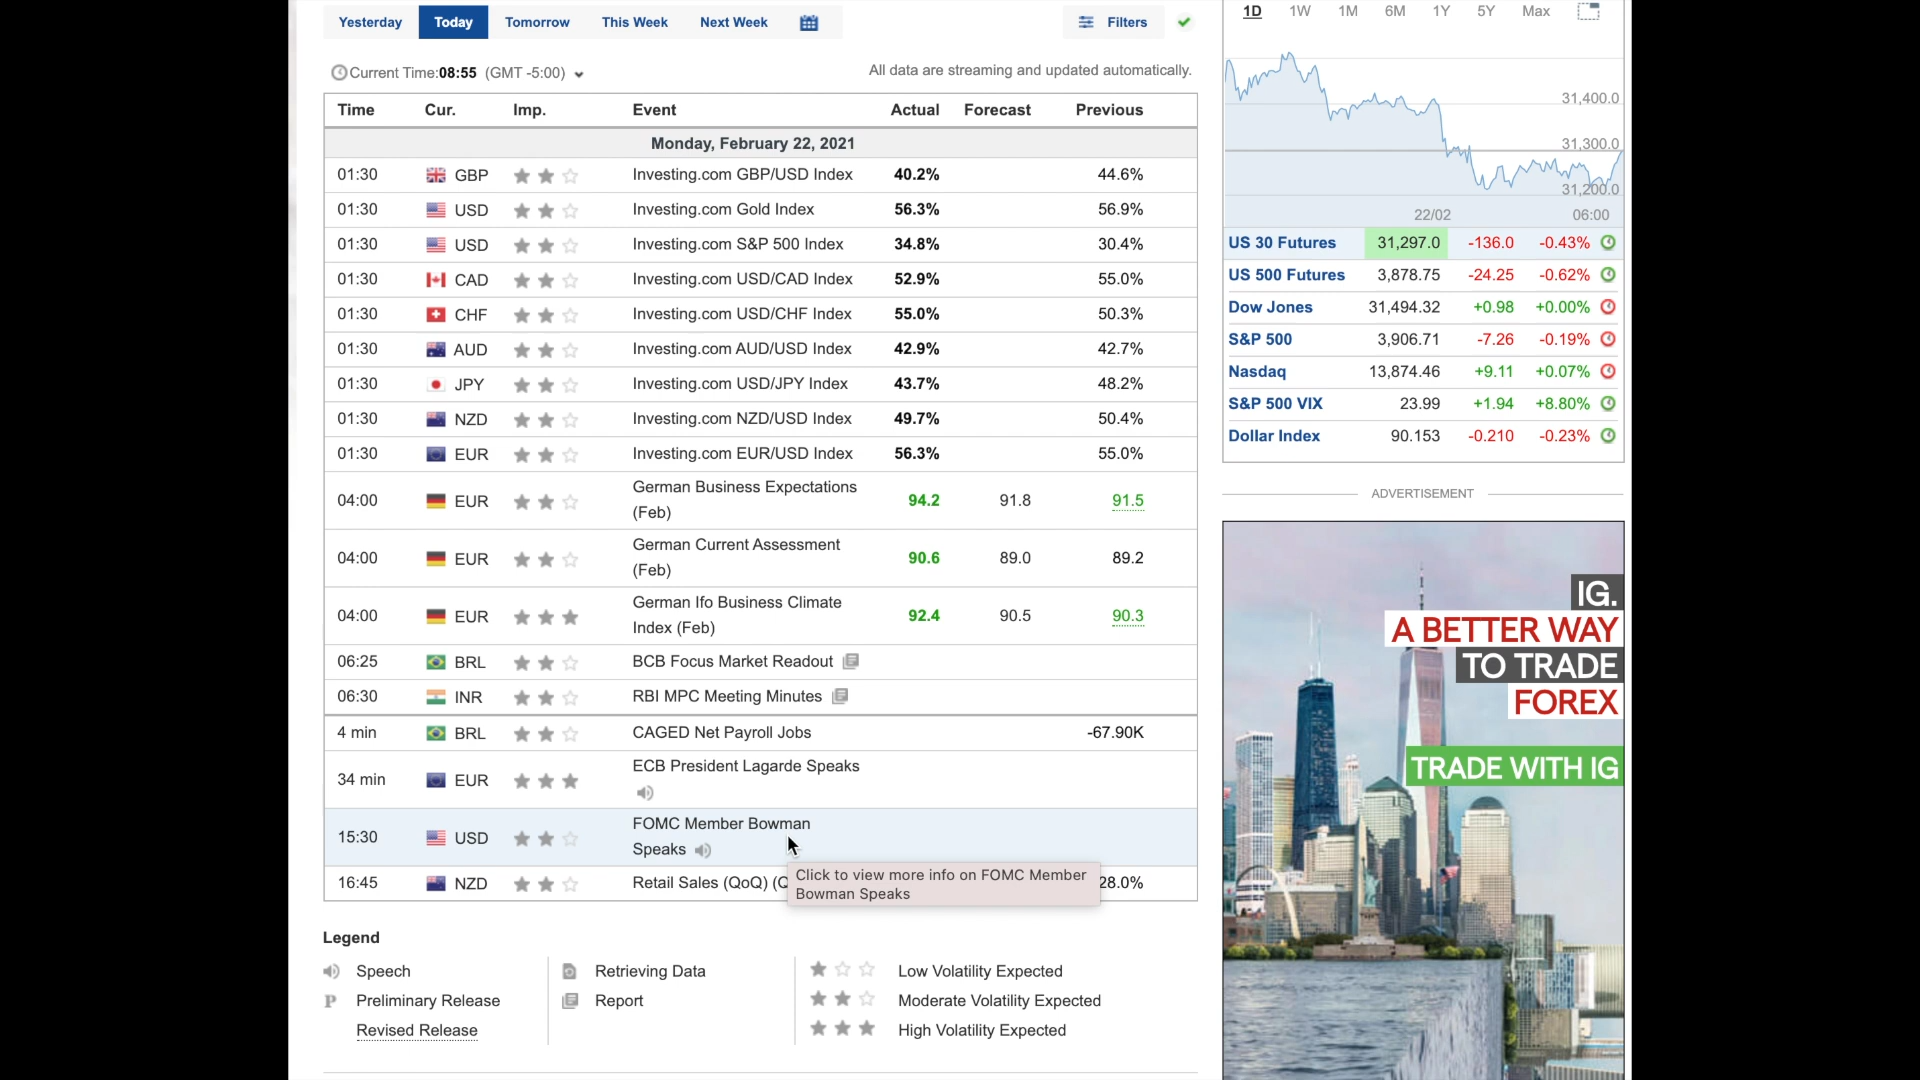 Yesterday Today Tomorrow This Week Next Week Filters
Current Time:08:55 (GMT -5:00) All data are streaming and updated automatically.
Time Cur. Imp. Event Actual Forecast Previous
Monday, February 22, 2021
01:30 GBP Investing.com GBP/USD Index 40.2% 44.6%
01:30 USD Investing.com Gold Index 56.3% 56.9%
01:30 USD Investing.com S&P 500 Index 34.8% 30.4%
01:30 CAD Investing.com USD/CAD Index 52.9% 55.0%
01:30 CHF Investing.com USD/CHF Index 55.0% 50.3%
01:30 AUD Investing.com AUD/USD Index 42.9% 42.7%
01:30 JPY Investing.com USD/JPY Index 43.7% 48.2%
01:30 NZD Investing.com NZD/USD Index 49.7% 50.4%
01:30 EUR Investing.com EUR/USD Index 56.3% 55.0%
04:00 EUR German Business Expectations 94.2 91.8 91.5
(Feb)
04:00 EUR German Current Assessment 90.6 89.0 89.2
(Feb)
04:00 EUR German Ifo Business Climate 92.4 90.5 90.3
Index (Feb)
06:25 BRL BCB Focus Market Readout
06:30 INR RBI MPC Meeting Minutes
4 min BRL CAGED Net Payroll Jobs -67.90K
34 min EUR ECB President Lagarde Speaks
15:30 USD FOMC Member Bowman
Speaks
16:45 NZD Retail Sales (QoQ) (Q 28.0%
Click to view more info on FOMC Member
Bowman Speaks
Legend
Speech Retrieving Data Low Volatility Expected
P Preliminary Release Report Moderate Volatility Expected
Revised Release High Volatility Expected
1D 1W 1M 6M 1Y 5Y Max
31,400.0
31,300.0
31,200.0
22/02 06:00
US 30 Futures 31,297.0 -136.0 -0.43%
US 500 Futures 3,878.75 -24.25 -0.62%
Dow Jones 31,494.32 +0.98 +0.00%
S&P 500 3,906.71 -7.26 -0.19%
Nasdaq 13,874.46 +9.11 +0.07%
S&P 500 VIX 23.99 +1.94 +8.80%
Dollar Index 90.153 -0.210 -0.23%
ADVERTISEMENT
IG.
A BETTER WAY
TO TRADE
FOREX
TRADE WITH IG